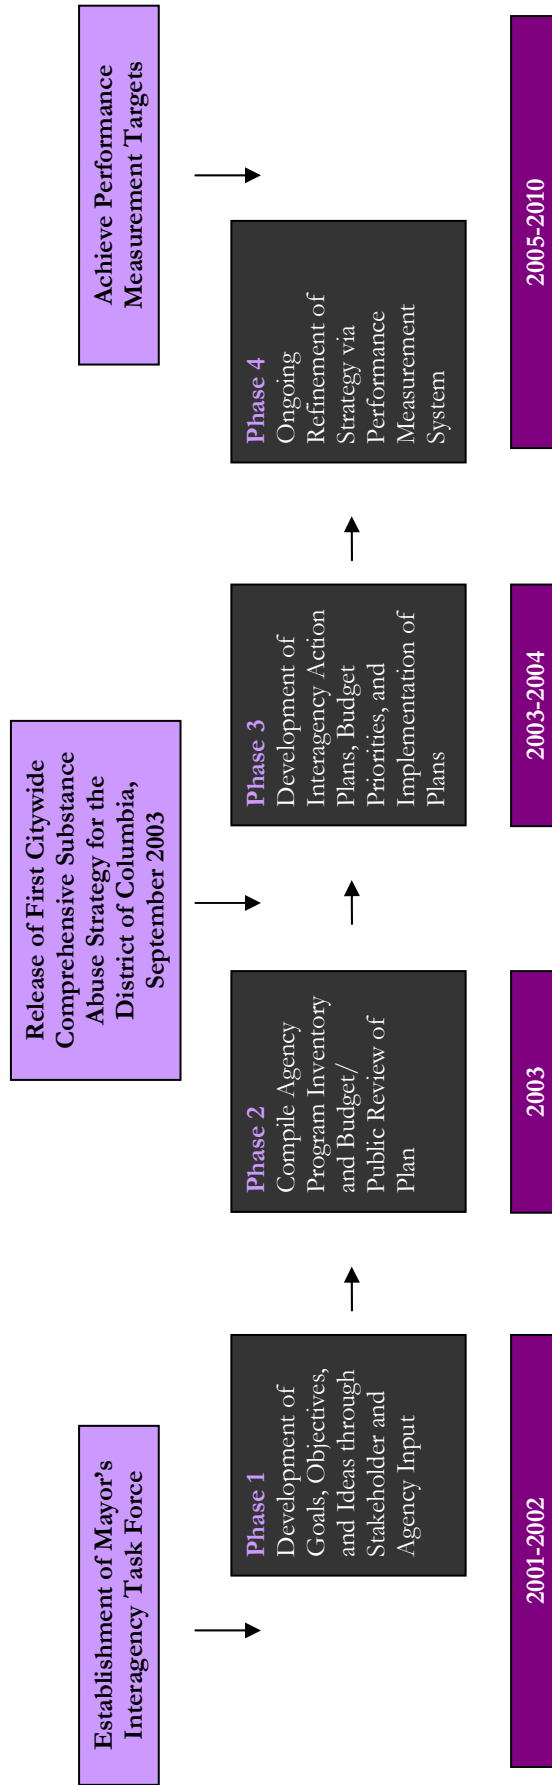 Establishment of Mayor's
Interagency Task Force
Release of First Citywide
Comprehensive Substance
Abuse Strategy for the
District of Columbia,
September 2003
Achieve Performance
Measurement Targets
Phase 1
Development of
Goals, Objectives,
and Ideas through
Stakeholder and
Agency Input
Phase 2
Compile Agency
Program Inventory
and Budget/
Public Review of
Plan
Phase 3
Development of
Interagency Action
Plans, Budget
Priorities, and
Implementation of
Plans
Phase 4
Ongoing
Refinement of
Strategy via
Performance
Measurement
System
2001-2002
2003
2003-2004
2005-2010